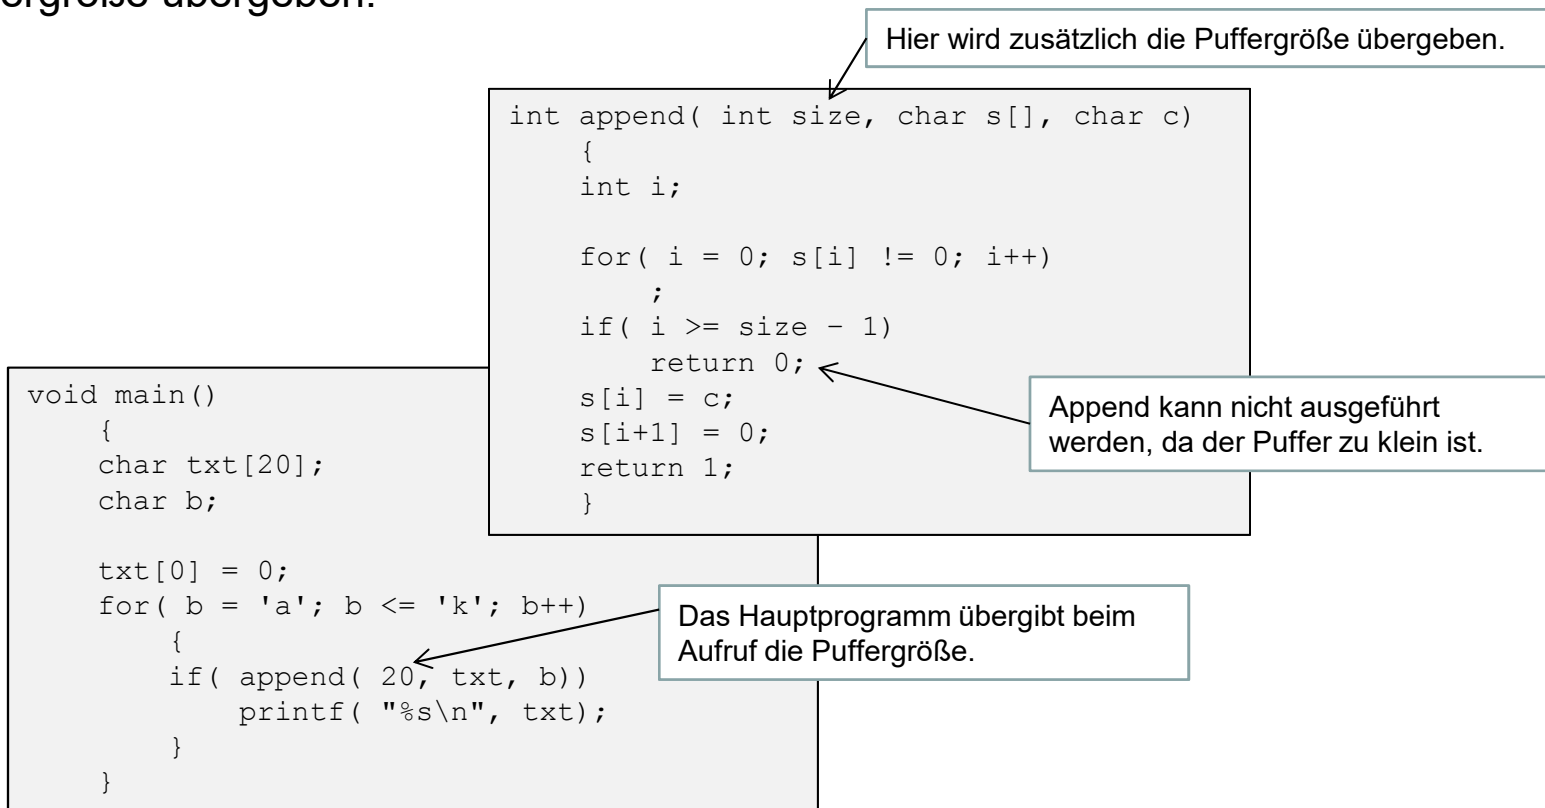 ergröße übergeben.
Hier wird zusätzlich die Puffergröße übergeben.
int append( int size, char s[], char c)
{
int i;
for( i = 0; s[i] != 0; i++)
;
if( i >= size – 1)
return 0;
s[i] = c;
s[i+1] = 0;
return 1;
}
Append kann nicht ausgeführt
werden, da der Puffer zu klein ist.
void main()
{
char txt[20];
char b;
txt[0] = 0;
for( b = 'a'; b <= 'k'; b++)
{
if( append( 20, txt, b))
printf( "%s\n", txt);
}
}
Das Hauptprogramm übergibt beim
Aufruf die Puffergröße.